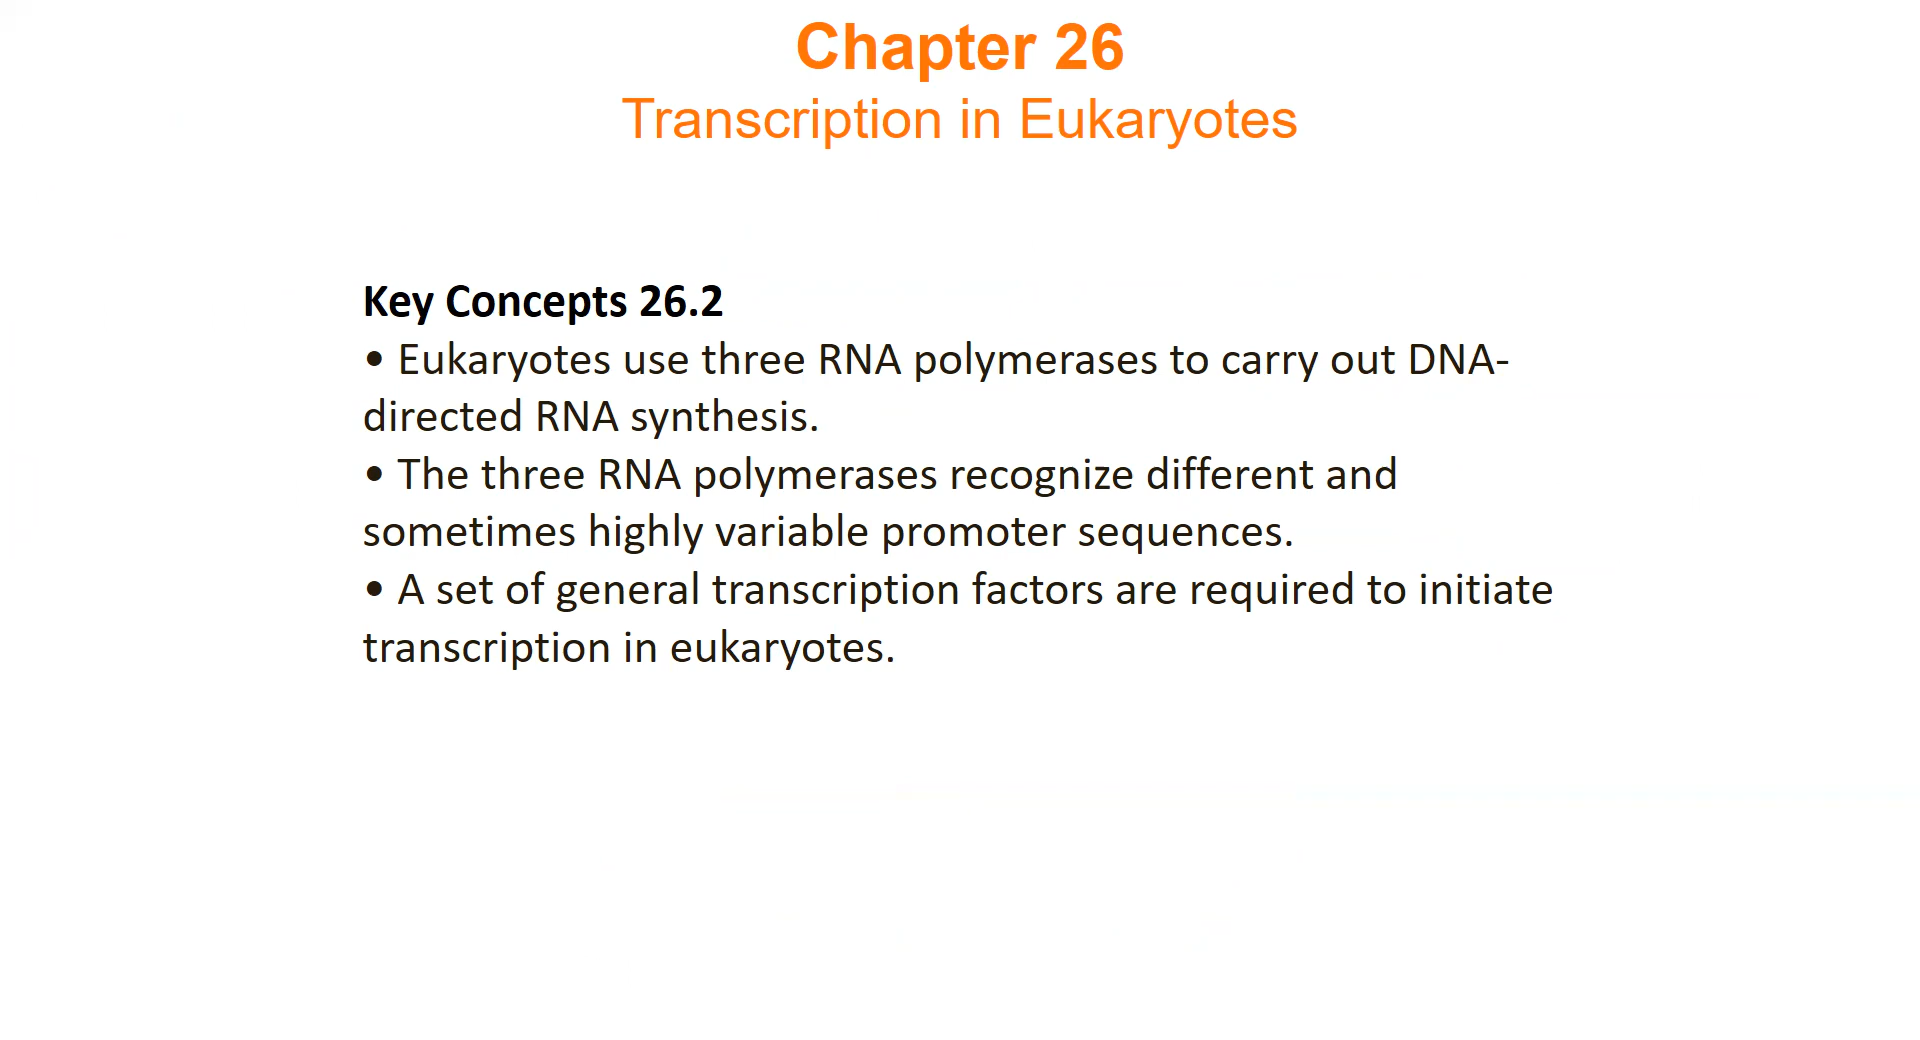 Chapter 26
Transcription in Eukaryotes
Key Concepts 26.2
• Eukaryotes use three RNA polymerases to carry out DNA-
directed RNA synthesis.
• The three RNA polymerases recognize different and
sometimes highly variable promoter sequences.
• A set of general transcription factors are required to initiate
transcription in eukaryotes.